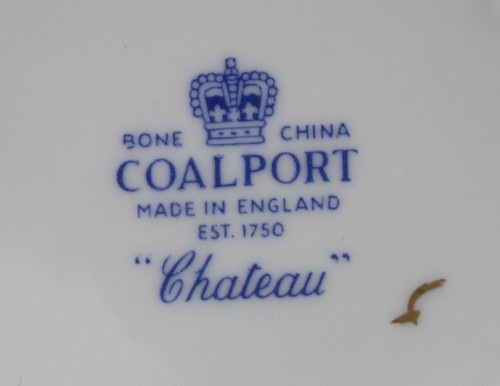 BONE CHINA
COALPORT
MADE IN ENGLAND
EST. 1750
"Chateau"